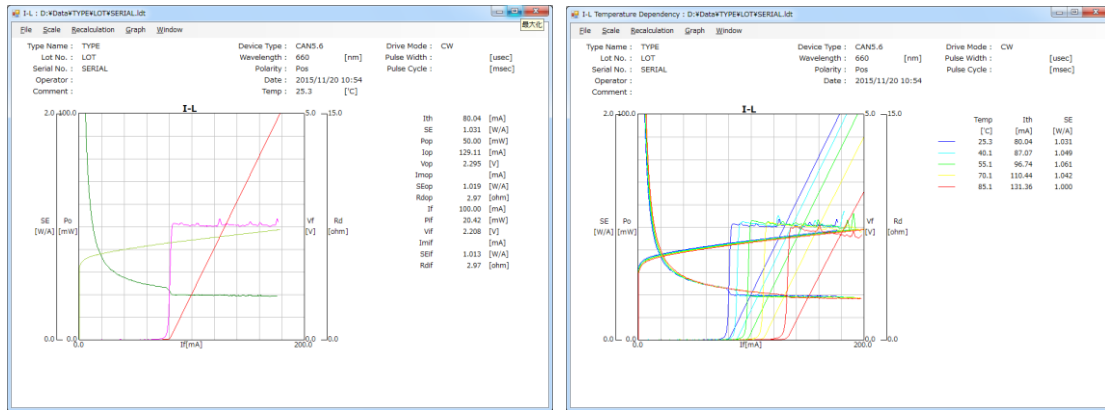 I-L : D:¥Data¥TYPE¥LOT¥SERIAL.ldt
最大化
File Scale Recalculation Graph Window
Type Name : TYPE Device Type : CAN5.6 Drive Mode : CW
Lot No. : LOT Wavelength : 660 [nm] Pulse Width : [usec]
Serial No. : SERIAL Polarity : Pos Pulse Cycle : [msec]
Operator : Date : 2015/11/20 10:54
Comment : Temp : 25.3 [℃]
I-L
2.0 100.0 5.0 15.0
SE Po Vf Rd
[W/A] [mW] [V] [ohm]
0.0 0.0 0.0 0.0
0.0 If[mA] 200.0
Ith 80.04 [mA]
SE 1.031 [W/A]
Pop 50.00 [mW]
Iop 129.11 [mA]
Vop 2.295 [V]
Imop [mA]
SEop 1.019 [W/A]
Rdop 2.97 [ohm]
If 100.00 [mA]
Pif 20.42 [mW]
Vif 2.208 [V]
Imif [mA]
SEif 1.013 [W/A]
Rdif 2.97 [ohm]
I-L Temperature Dependency : D:¥Data¥TYPE¥LOT¥SERIAL.ldt
File Scale Recalculation Graph Window
Type Name : TYPE Device Type : CAN5.6 Drive Mode : CW
Lot No. : LOT Wavelength : 660 [nm] Pulse Width : [usec]
Serial No. : SERIAL Polarity : Pos Pulse Cycle : [msec]
Operator : Date : 2015/11/20 10:54
Comment :
I-L
2.0 100.0 5.0 15.0
SE Po Vf Rd
[W/A] [mW] [V] [ohm]
0.0 0.0 0.0 0.0
0.0 If[mA] 200.0
Temp Ith SE
[℃] [mA] [W/A]
25.3 80.04 1.031
40.1 87.07 1.049
55.1 96.74 1.061
70.1 110.44 1.042
85.1 131.36 1.000